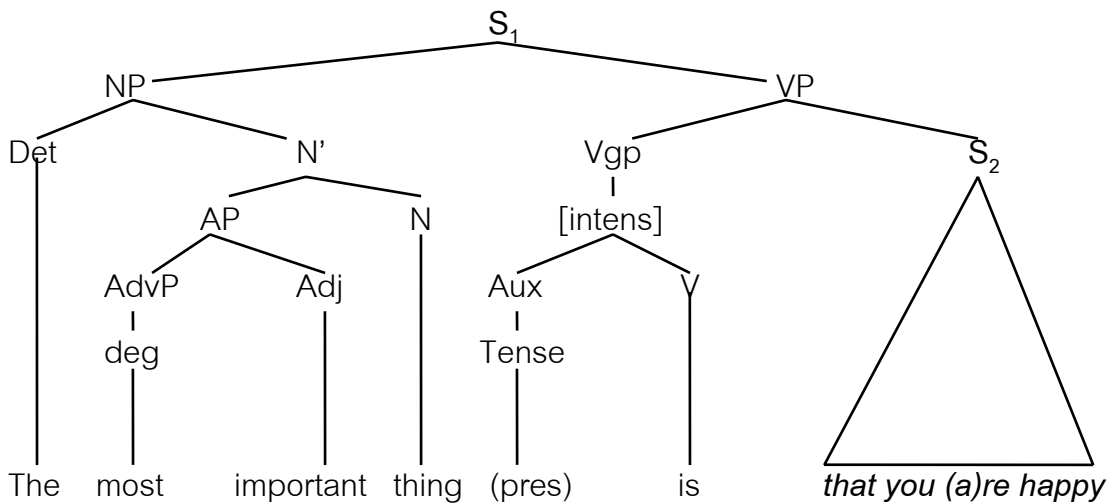 S₁
NP VP
Det N’ Vgp S₂
AP N [intens]
AdvP Adj Aux V
deg Tense
The most important thing (pres) is that you (a)re happy